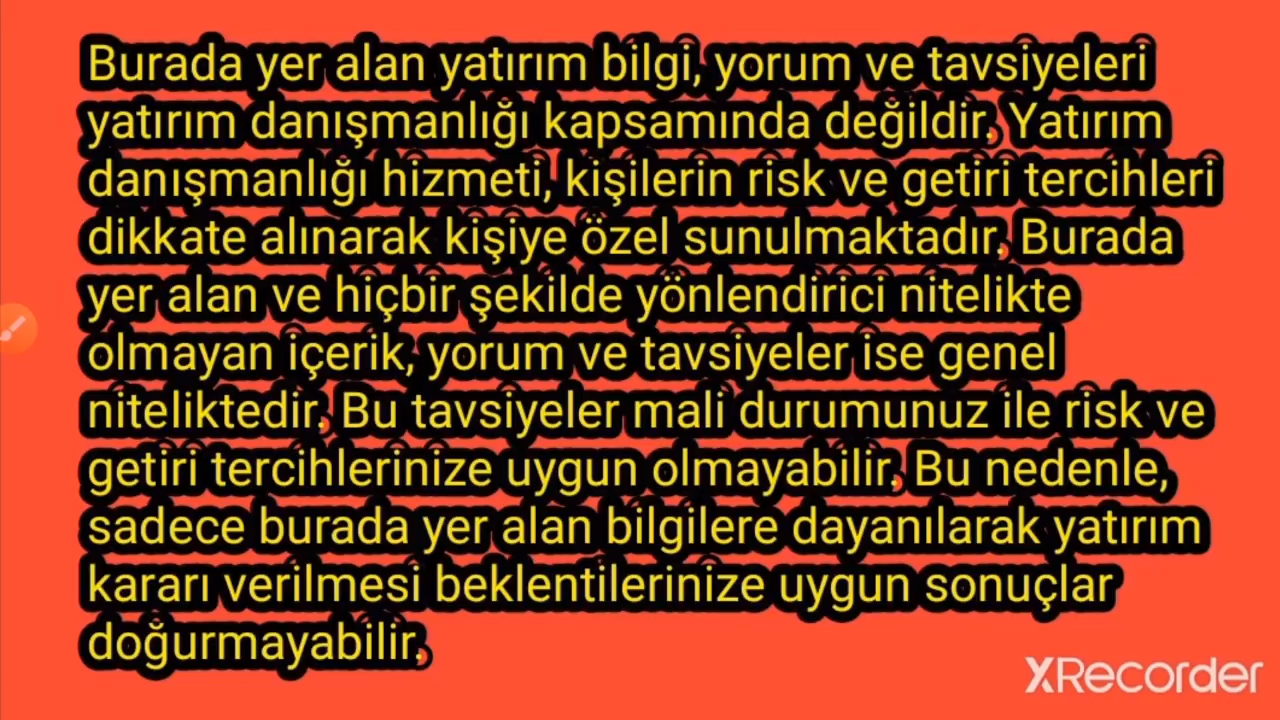 Burada yer alan yatırım bilgi, yorum ve tavsiyeleri
yatırım danışmanlığı kapsamında değildir. Yatırım
danışmanlığı hizmeti, kişilerin risk ve getiri tercihleri
dikkate alınarak kişiye özel sunulmaktadır. Burada
yer alan ve hiçbir şekilde yönlendirici nitelikte
olmayan içerik, yorum ve tavsiyeler ise genel
niteliktedir. Bu tavsiyeler mali durumunuz ile risk ve
getiri tercihlerinize uygun olmayabilir. Bu nedenle,
sadece burada yer alan bilgilere dayanılarak yatırım
kararı verilmesi beklentilerinize uygun sonuçlar
doğurmayabilir.
XRecorder